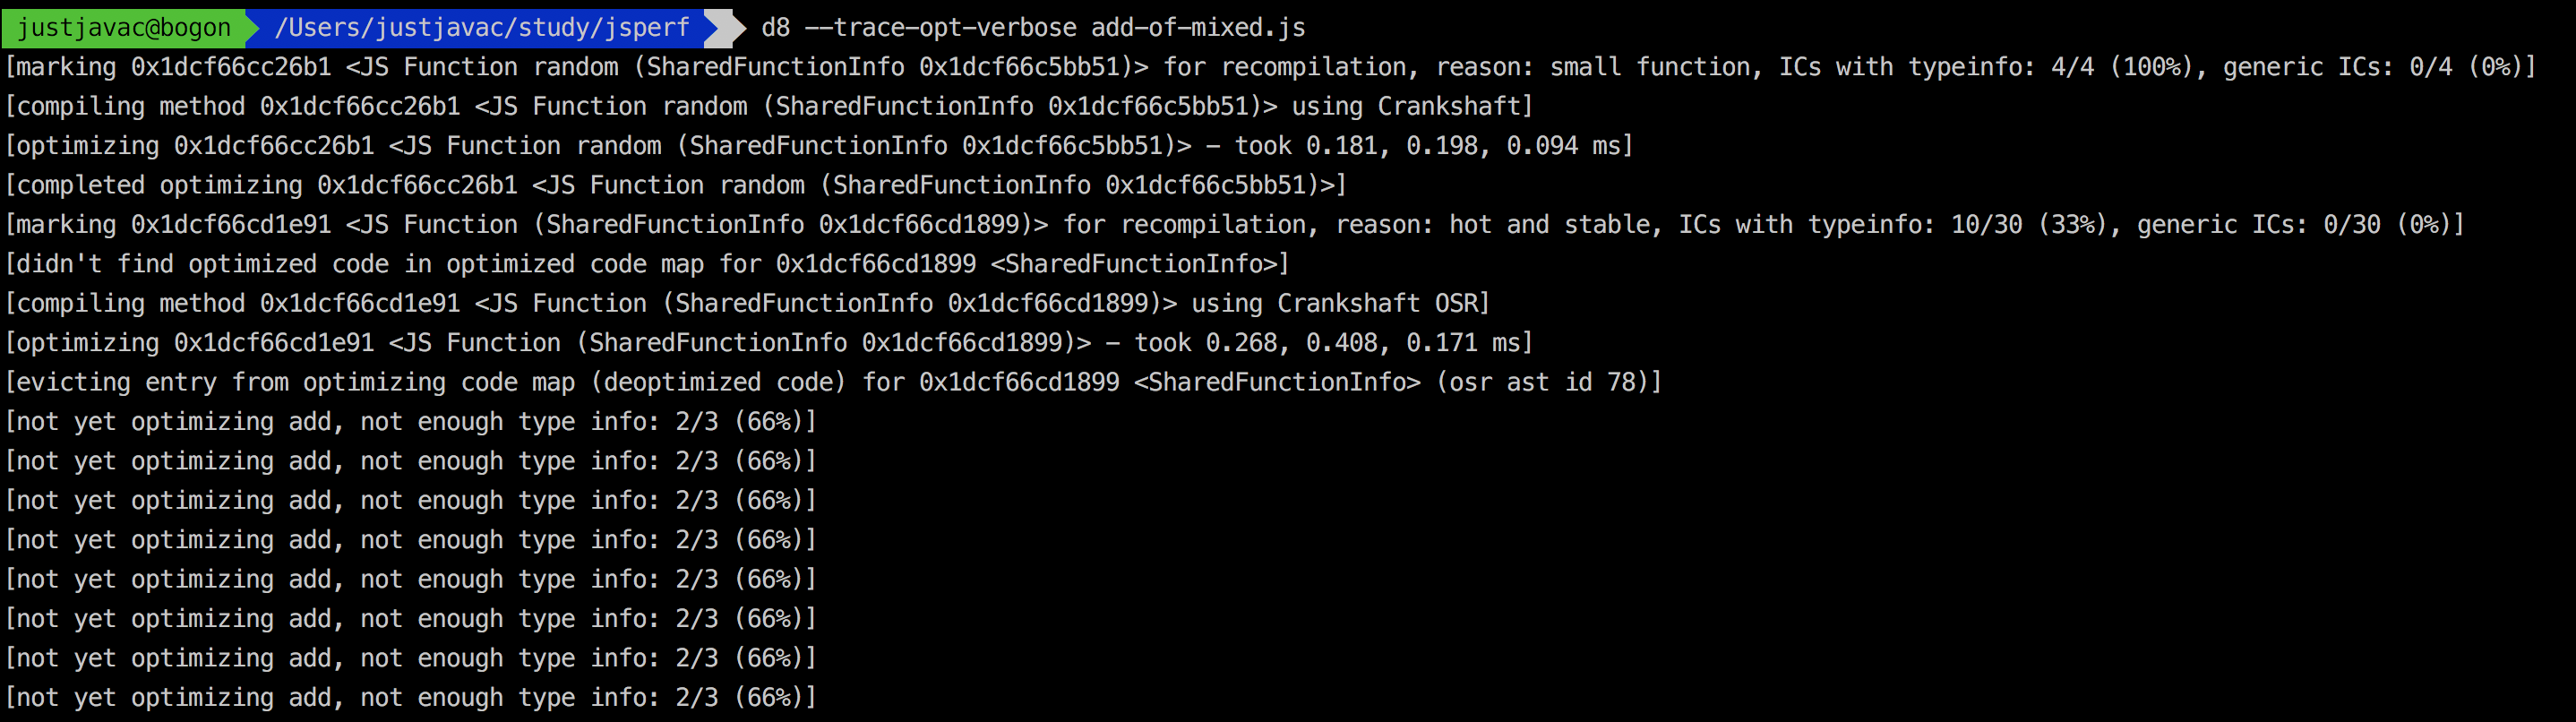 justjavac@bogon /Users/justjavac/study/jsperf d8 --trace-opt-verbose add-of-mixed.js
[marking 0x1dcf66cc26b1 <JS Function random (SharedFunctionInfo 0x1dcf66c5bb51)> for recompilation, reason: small function, ICs with typeinfo: 4/4 (100%), generic ICs: 0/4 (0%)]
[compiling method 0x1dcf66cc26b1 <JS Function random (SharedFunctionInfo 0x1dcf66c5bb51)> using Crankshaft]
[optimizing 0x1dcf66cc26b1 <JS Function random (SharedFunctionInfo 0x1dcf66c5bb51)> - took 0.181, 0.198, 0.094 ms]
[completed optimizing 0x1dcf66cc26b1 <JS Function random (SharedFunctionInfo 0x1dcf66c5bb51)>]
[marking 0x1dcf66cd1e91 <JS Function (SharedFunctionInfo 0x1dcf66cd1899)> for recompilation, reason: hot and stable, ICs with typeinfo: 10/30 (33%), generic ICs: 0/30 (0%)]
[didn't find optimized code in optimized code map for 0x1dcf66cd1899 <SharedFunctionInfo>]
[compiling method 0x1dcf66cd1e91 <JS Function (SharedFunctionInfo 0x1dcf66cd1899)> using Crankshaft OSR]
[optimizing 0x1dcf66cd1e91 <JS Function (SharedFunctionInfo 0x1dcf66cd1899)> - took 0.268, 0.408, 0.171 ms]
[evicting entry from optimizing code map (deoptimized code) for 0x1dcf66cd1899 <SharedFunctionInfo> (osr ast id 78)]
[not yet optimizing add, not enough type info: 2/3 (66%)]
[not yet optimizing add, not enough type info: 2/3 (66%)]
[not yet optimizing add, not enough type info: 2/3 (66%)]
[not yet optimizing add, not enough type info: 2/3 (66%)]
[not yet optimizing add, not enough type info: 2/3 (66%)]
[not yet optimizing add, not enough type info: 2/3 (66%)]
[not yet optimizing add, not enough type info: 2/3 (66%)]
[not yet optimizing add, not enough type info: 2/3 (66%)]